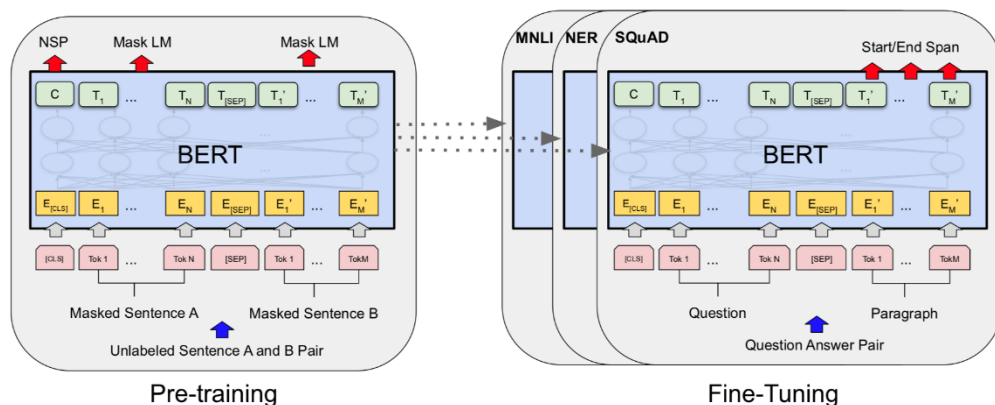 NSP Mask LM Mask LM
C T1 ... TN T[SEP] T1' ... TM'
...
BERT
E[CLS] E1 ... EN E[SEP] E1' ... EM'
[CLS] Tok 1 ... Tok N [SEP] Tok 1 ... TokM
Masked Sentence A Masked Sentence B
Unlabeled Sentence A and B Pair
Pre-training
MNLI NER SQuAD
Start/End Span
C T1 ... TN T[SEP] T1' ... TM'
...
BERT
E[CLS] E1 ... EN E[SEP] E1' ... EM'
[CLS] Tok 1 ... Tok N [SEP] Tok 1 ... TokM
Question Paragraph
Question Answer Pair
Fine-Tuning